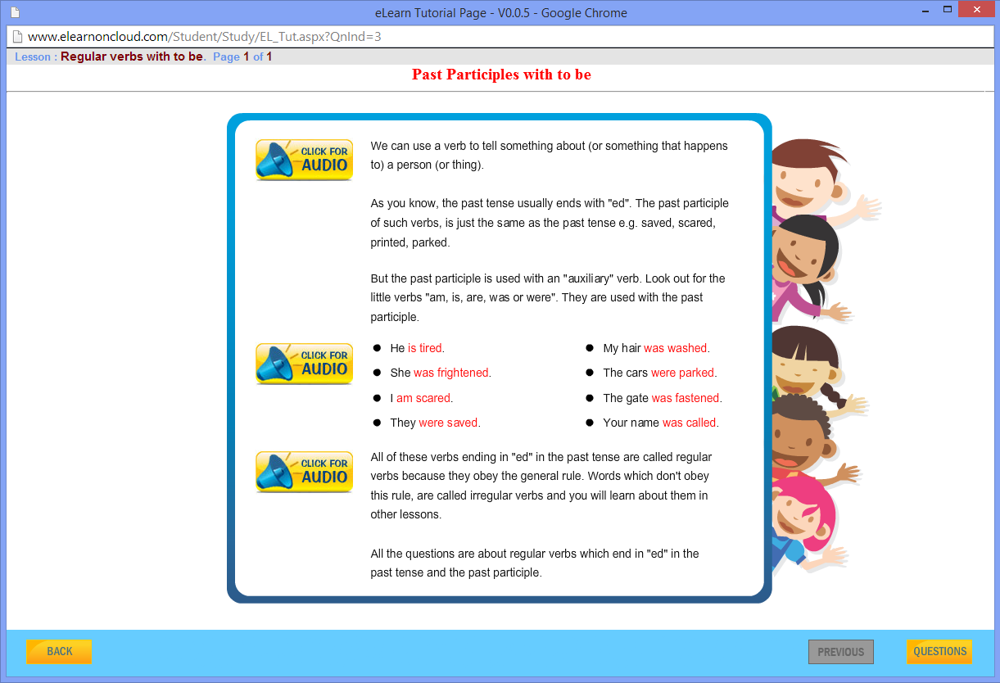 eLearn Tutorial Page - V0.0.5 - Google Chrome
www.elearnoncloud.com/Student/Study/EL_Tut.aspx?QnInd=3
Lesson : Regular verbs with to be. Page 1 of 1
Past Participles with to be
CLICK FOR
AUDIO
We can use a verb to tell something about (or something that happens
to) a person (or thing).
As you know, the past tense usually ends with "ed". The past participle
of such verbs, is just the same as the past tense e.g. saved, scared,
printed, parked.
But the past participle is used with an "auxiliary" verb. Look out for the
little verbs "am, is, are, was or were". They are used with the past
participle.
CLICK FOR
AUDIO
● He is tired.
● She was frightened.
● I am scared.
● They were saved.
● My hair was washed.
● The cars were parked.
● The gate was fastened.
● Your name was called.
CLICK FOR
AUDIO
All of these verbs ending in "ed" in the past tense are called regular
verbs because they obey the general rule. Words which don't obey
this rule, are called irregular verbs and you will learn about them in
other lessons.
All the questions are about regular verbs which end in "ed" in the
past tense and the past participle.
BACK
PREVIOUS
QUESTIONS